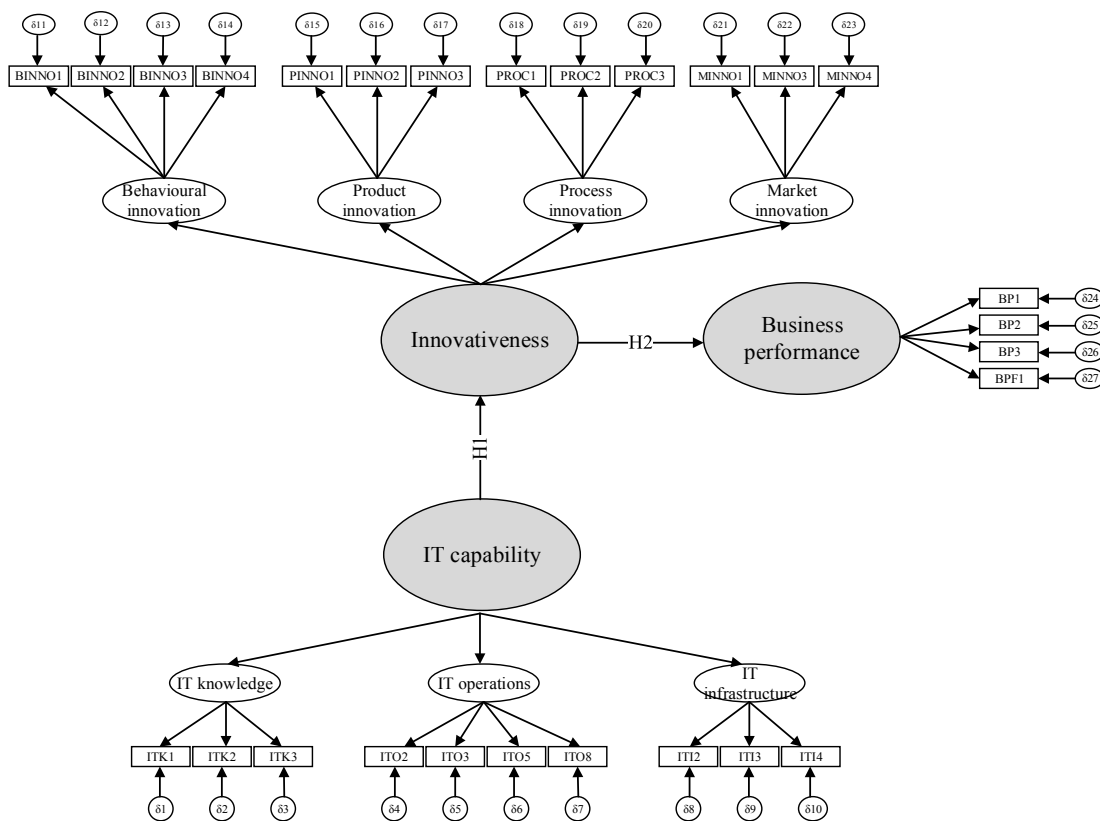 δ11
δ12
δ13
δ14
δ15
δ16
δ17
δ18
δ19
δ20
δ21
δ22
δ23
BINNO1
BINNO2
BINNO3
BINNO4
PINNO1
PINNO2
PINNO3
PROC1
PROC2
PROC3
MINNO1
MINNO3
MINNO4
Behavioural
innovation
Product
innovation
Process
innovation
Market
innovation
Innovativeness
H2
Business
performance
BP1
δ24
BP2
δ25
BP3
δ26
BPF1
δ27
H1
IT capability
IT knowledge
IT operations
IT
infrastructure
ITK1
ITK2
ITK3
ITO2
ITO3
ITO5
ITO8
ITI2
ITI3
ITI4
δ1
δ2
δ3
δ4
δ5
δ6
δ7
δ8
δ9
δ10